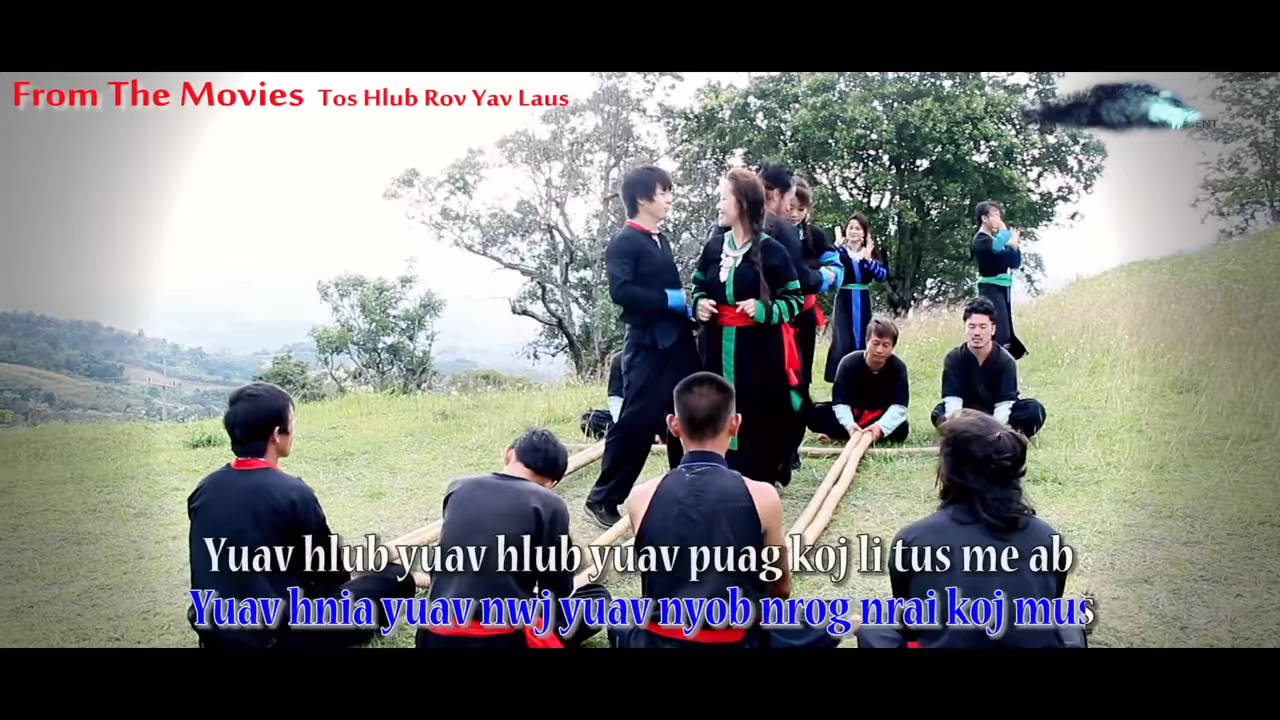 From The Movies Tos Hlub Rov Yav Laus
Yuav hlub yuav hlub yuav puag koj li tus me ab
Yuav hnia yuav nwj yuav nyob nrog nrai koj mus